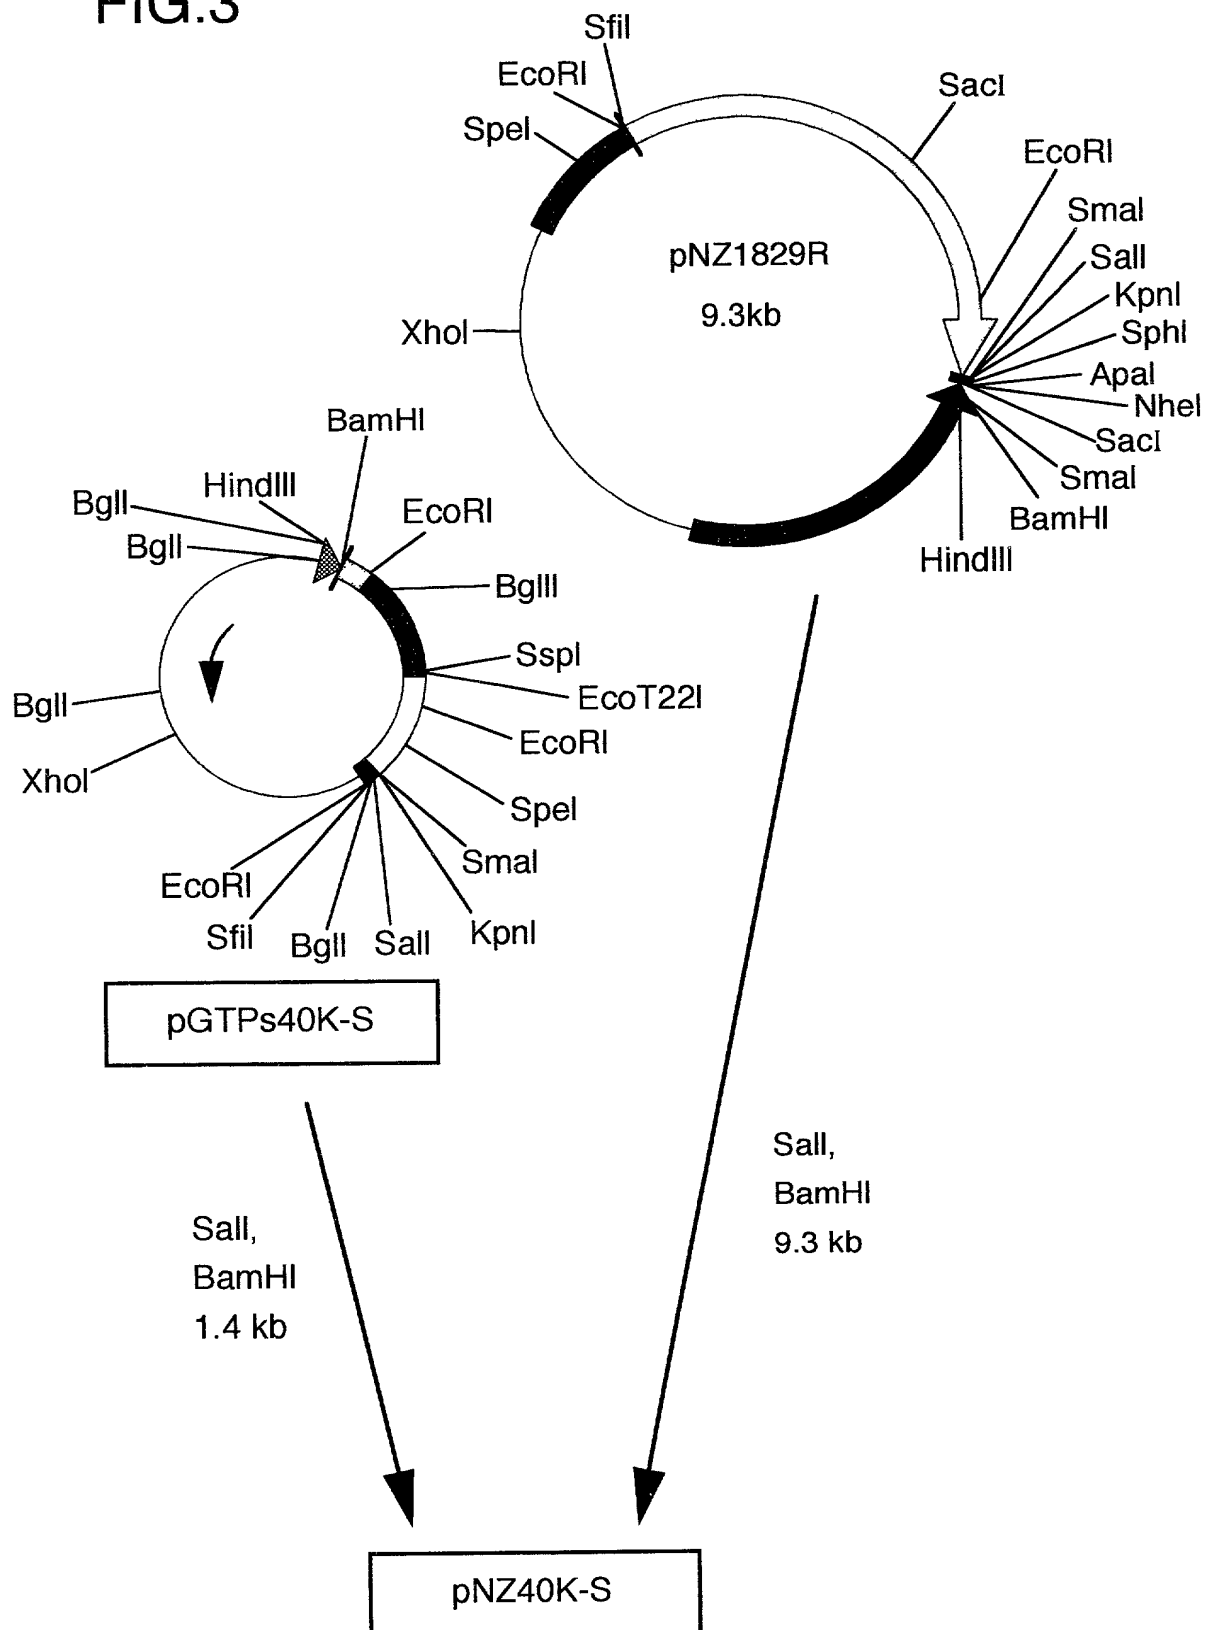 FIG.3
SfiI
EcoRI
SpeI
SacI
EcoRI
SmaI
SalI
KpnI
SphI
ApaI
NheI
SacI
SmaI
BamHI
HindIII
XhoI
pNZ1829R
9.3kb
BamHI
HindIII
BglI
BglI
EcoRI
BglII
SspI
EcoT22I
EcoRI
SpeI
SmaI
KpnI
SalI
BglI
SfiI
EcoRI
XhoI
BglI
pGTPs40K-S
SalI,
BamHI
9.3 kb
SalI,
BamHI
1.4 kb
pNZ40K-S